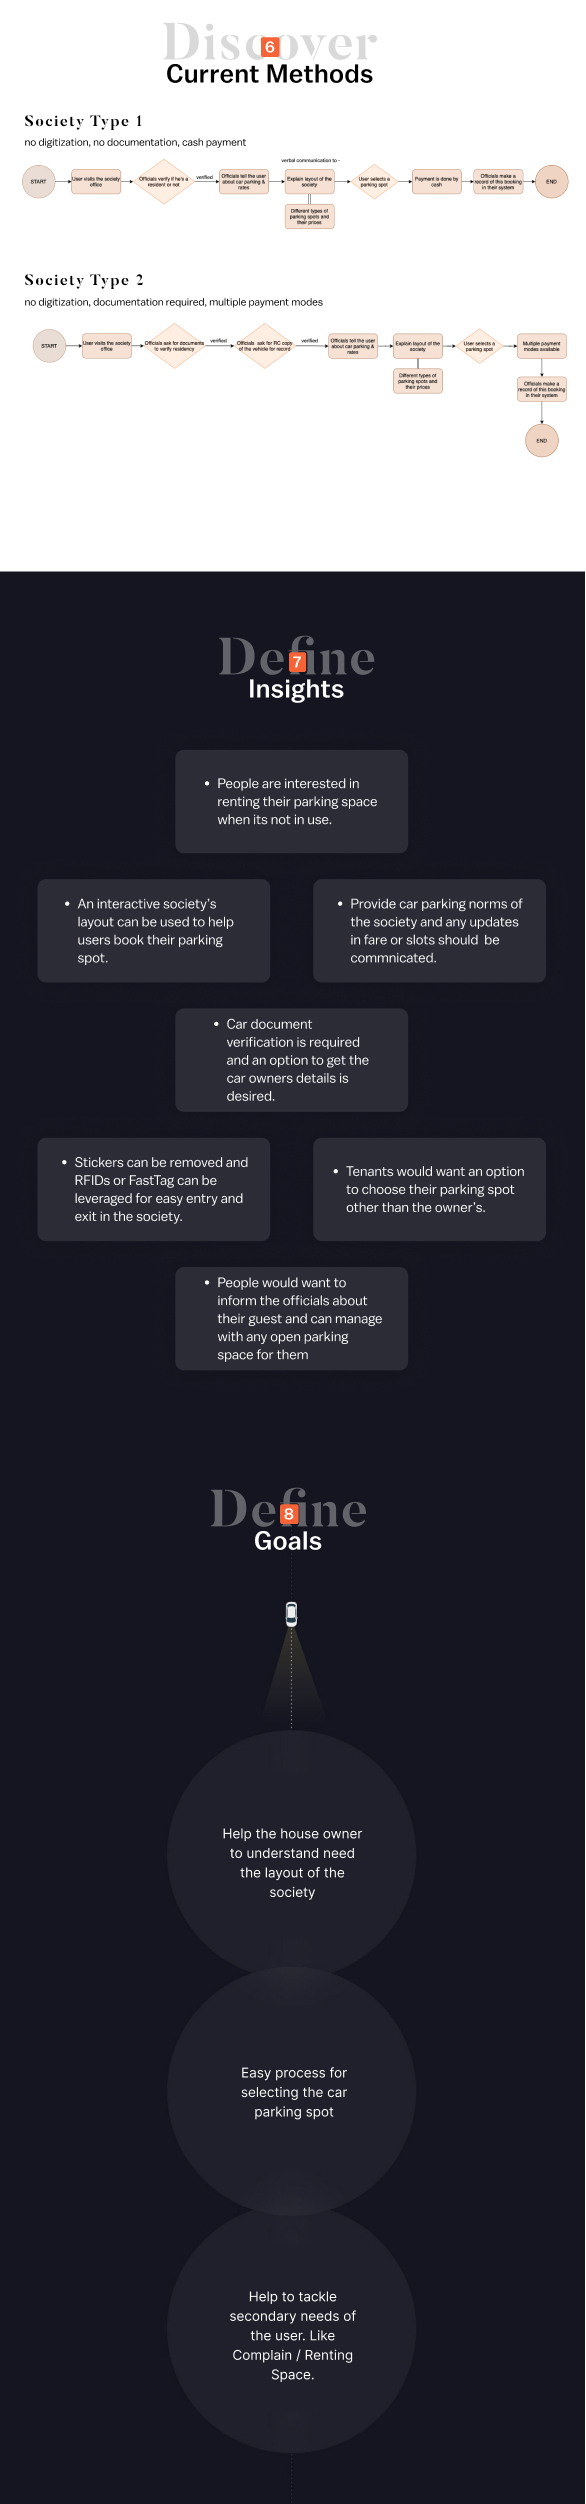 Discover
6
Current Methods
Society Type 1
no digitization, no documentation, cash payment
verbal communication to -
START
User visits the society
office
Officials verify if he's a
resident or not
verified
Officials tell the user
about car parking &
rates
Explain layout of the
society
User selects a
parking spot
Payment is done by
cash
Officials make a
record of this booking
in their system
END
Different types of
parking spots and
their prices
Society Type 2
no digitization, documentation required, multiple payment modes
START
User visits the society
office
Officials ask for documents
to verify residency
verified
Officials ask for RC copy
of the vehicle for record
verified
Officials tell the user
about car parking &
rates
Explain layout of the
society
User selects a
parking spot
Multiple payment
modes available
Different types of
parking spots and
their prices
Officials make a
record of this booking
in their system
END
Define
7
Insights
• People are interested in
renting their parking space
when its not in use.
• An interactive society's
layout can be used to help
users book their parking
spot.
• Provide car parking norms of
the society and any updates
in fare or slots should be
commnicated.
• Car document
verification is required
and an option to get the
car owners details is
desired.
• Stickers can be removed and
RFIDs or FastTag can be
leveraged for easy entry and
exit in the society.
• Tenants would want an option
to choose their parking spot
other than the owner's.
• People would want to
inform the officials about
their guest and can manage
with any open parking
space for them
Define
8
Goals
Help the house owner
to understand need
the layout of the
society
Easy process for
selecting the car
parking spot
Help to tackle
secondary needs of
the user. Like
Complain / Renting
Space.